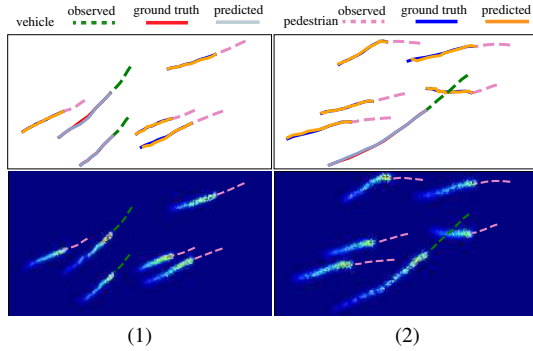 observed ground truth predicted observed ground truth predicted
vehicle pedestrian
(1) (2)